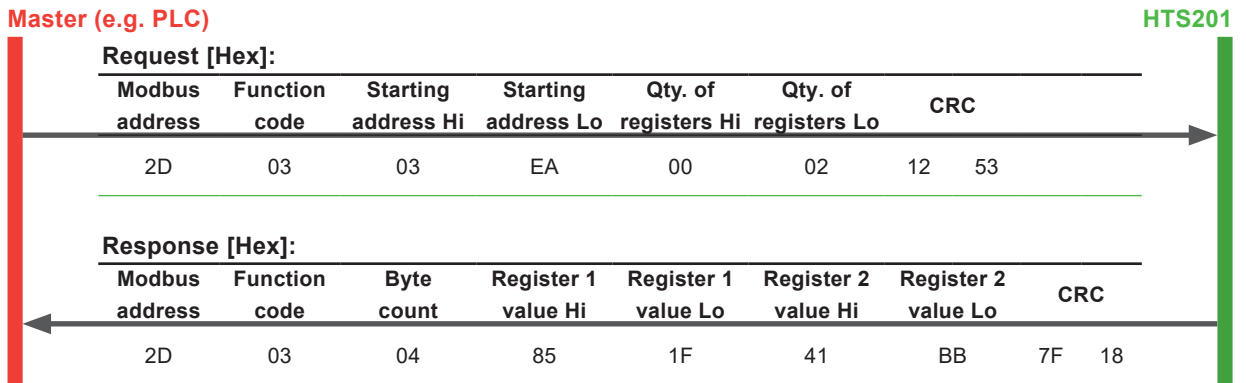 Master (e.g. PLC) HTS201
Request [Hex]:
Modbus Function Starting Starting Qty. of Qty. of CRC
address code address Hi address Lo registers Hi registers Lo
2D 03 03 EA 00 02 12 53
Response [Hex]:
Modbus Function Byte Register 1 Register 1 Register 2 Register 2 CRC
address code count value Hi value Lo value Hi value Lo
2D 03 04 85 1F 41 BB 7F 18